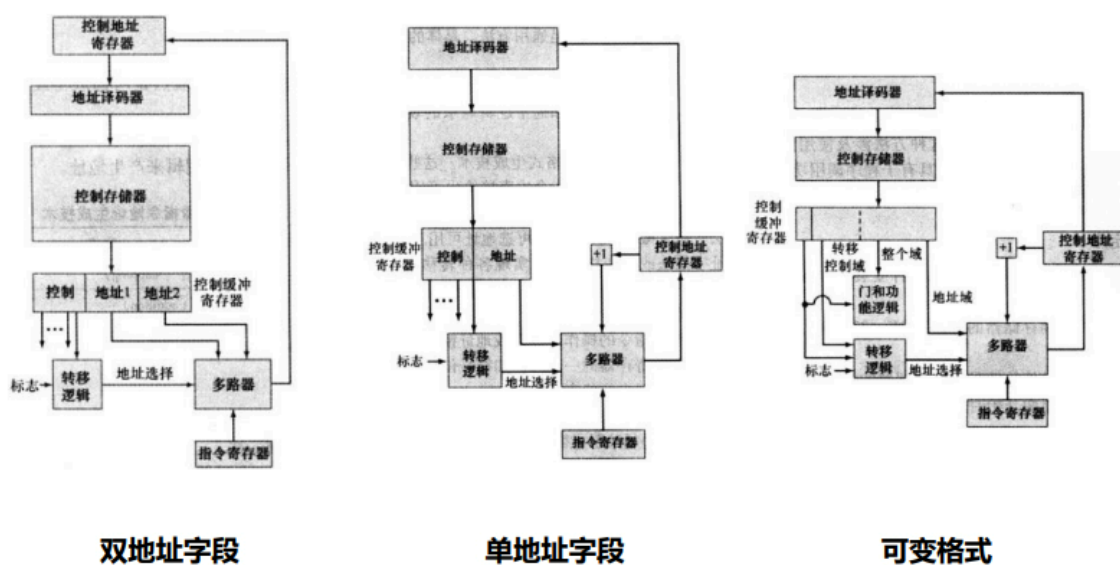 控制地址
寄存器
地址译码器
控制存储器
控制
地址1
地址2
控制缓冲
寄存器
...
标志
转移
逻辑
地址选择
多路器
指令寄存器
双地址字段
地址译码器
控制存储器
控制缓冲
寄存器
控制
地址
...
+1
控制地址
寄存器
标志
转移
逻辑
地址选择
多路器
指令寄存器
单地址字段
地址译码器
控制存储器
控制
缓冲
寄存器
转移
控制域
整个域
门和功
能逻辑
地址域
+1
控制地址
寄存器
标志
转移
逻辑
地址选择
多路器
指令寄存器
可变格式